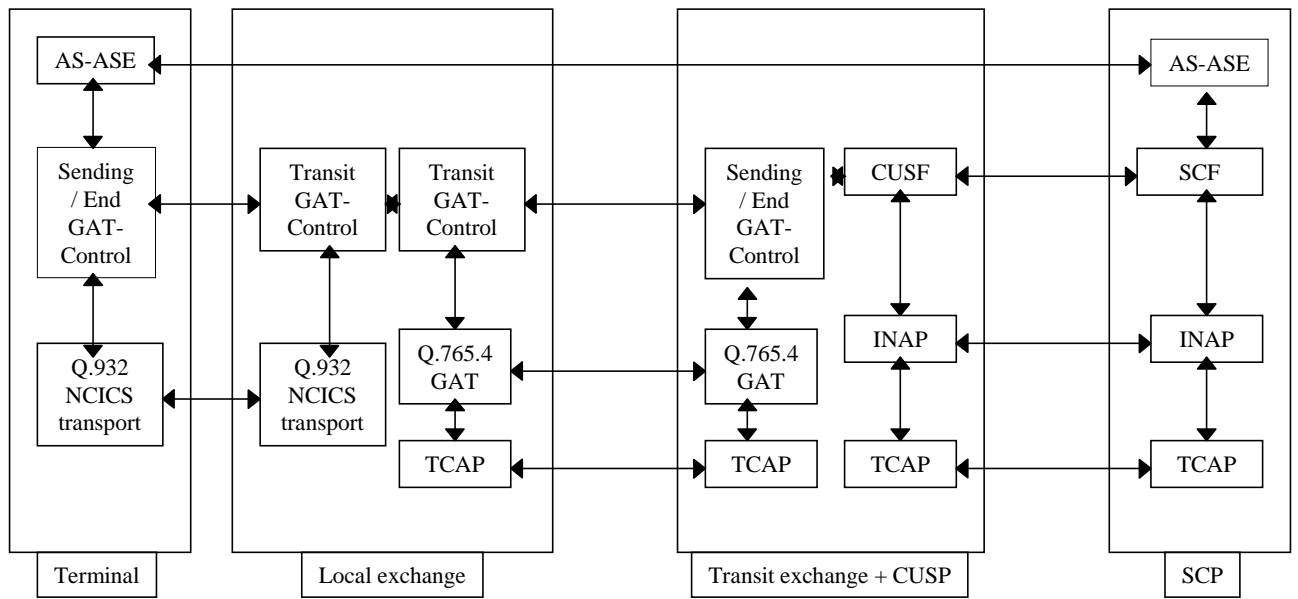 AS-ASE
Sending
/ End
GAT-
Control
Q.932
NCICS
transport
Terminal
Transit
GAT-
Control
Transit
GAT-
Control
Q.932
NCICS
transport
Q.765.4
GAT
TCAP
Local exchange
Sending
/ End
GAT-
Control
CUSF
Q.765.4
GAT
INAP
TCAP
TCAP
Transit exchange + CUSP
AS-ASE
SCF
INAP
TCAP
SCP